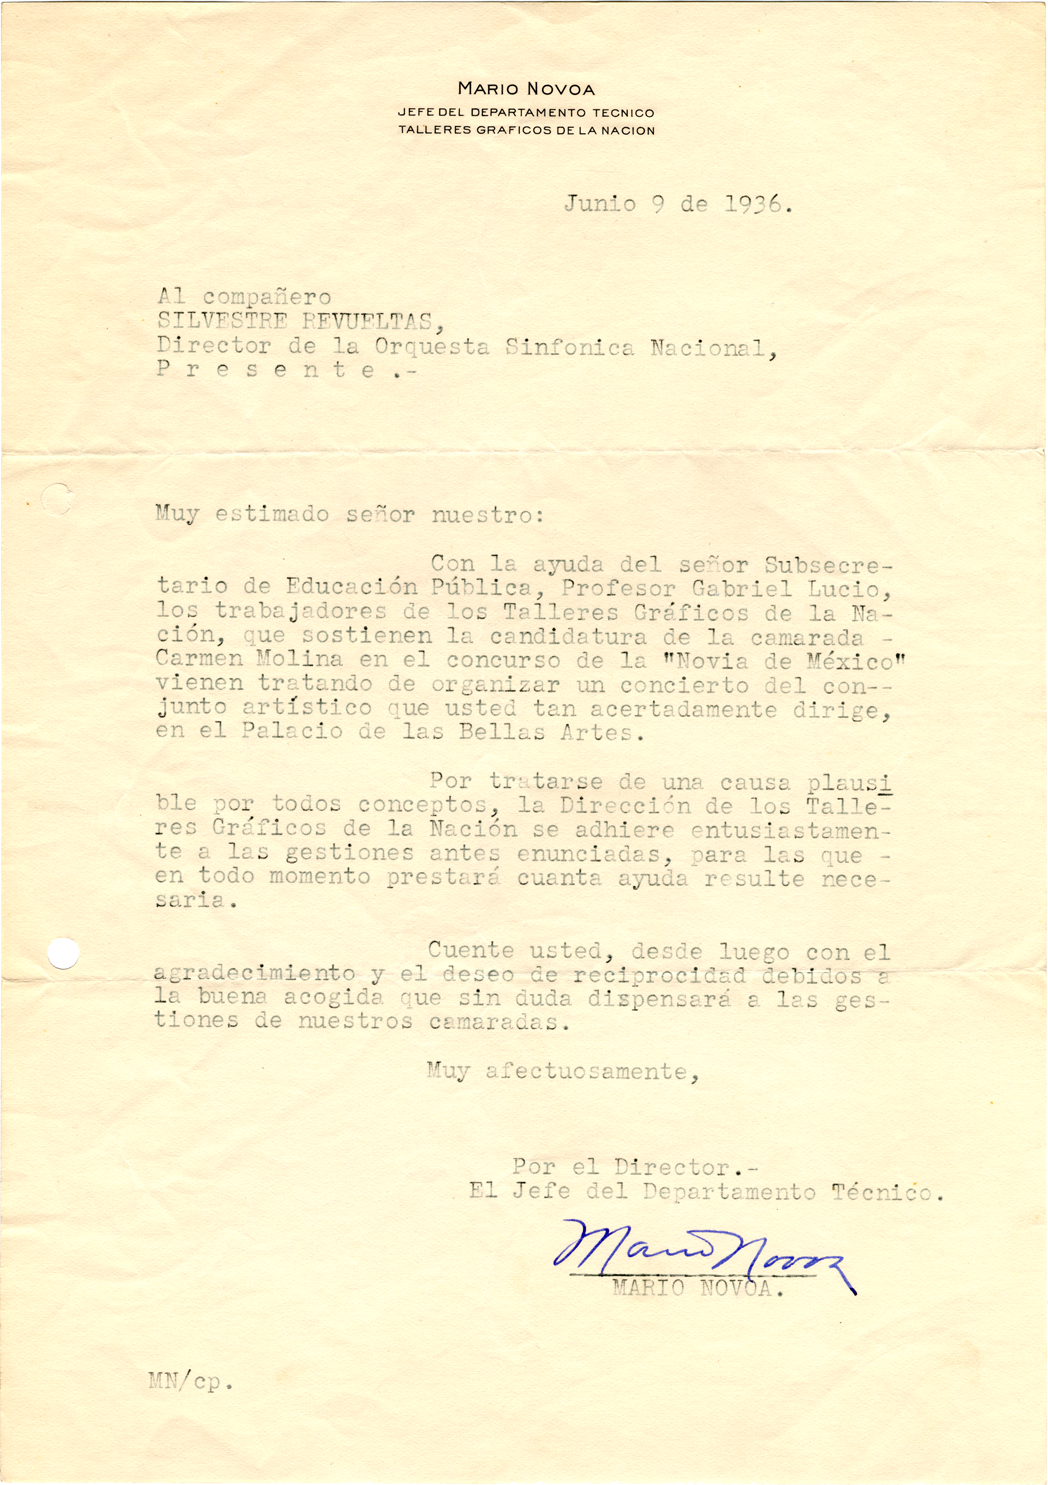 MARIO NOVOA
JEFE DEL DEPARTAMENTO TECNICO
TALLERES GRAFICOS DE LA NACION
Junio 9 de 1936.
Al compañero
SILVESTRE REVUELTAS,
Director de la Orquesta Sinfonica Nacional,
P r e s e n t e .-
Muy estimado señor nuestro:
Con la ayuda del señor Subsecre-
tario de Educación Pública, Profesor Gabriel Lucio,
los trabajadores de los Talleres Gráficos de la Na-
ción, que sostienen la candidatura de la camarada -
Carmen Molina en el concurso de la "Novia de México"
vienen tratando de organizar un concierto del con--
junto artístico que usted tan acertadamente dirige,
en el Palacio de las Bellas Artes.
Por tratarse de una causa plausi
ble por todos conceptos, la Dirección de los Talle-
res Gráficos de la Nación se adhiere entusiastamen-
te a las gestiones antes enunciadas, para las que -
en todo momento prestará cuanta ayuda resulte nece-
saria.
Cuente usted, desde luego con el
agradecimiento y el deseo de reciprocidad debidos a
la buena acogida que sin duda dispensará a las ges-
tiones de nuestros camaradas.
Muy afectuosamente,
Por el Director.-
El Jefe del Departamento Técnico.
Mario Novoa
MARIO NOVOA.
MN/cp.